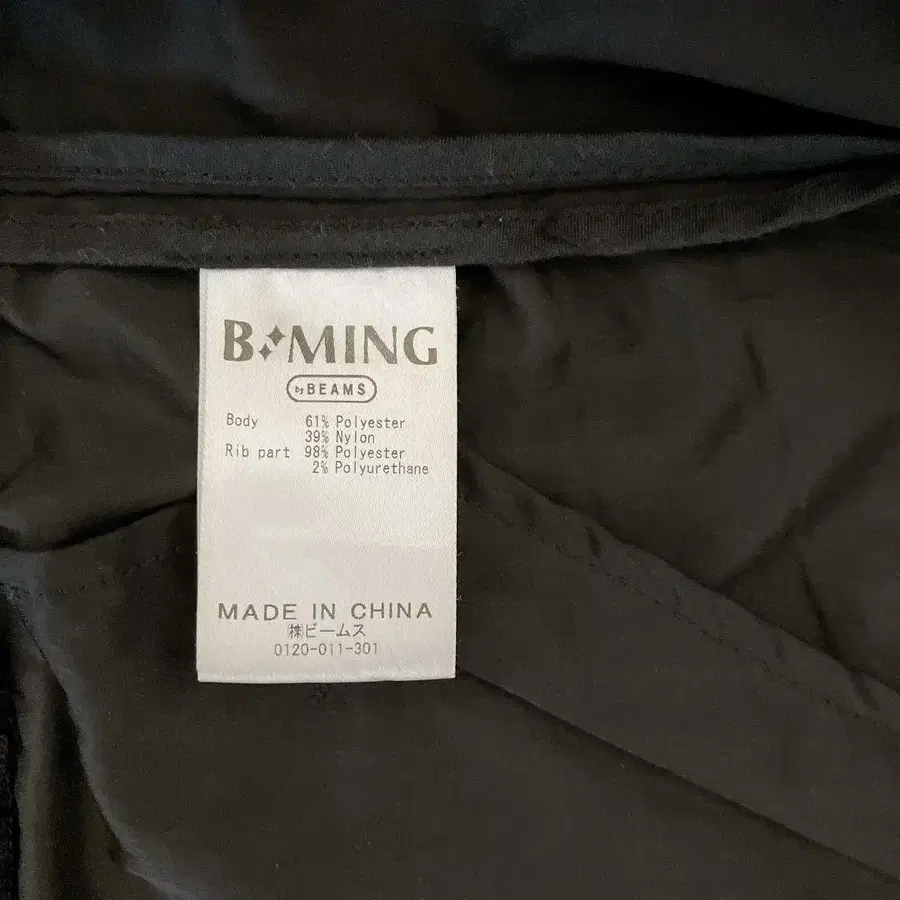 B MING
by BEAMS
Body 61% Polyester
39% Nylon
Rib part 98% Polyester
2% Polyurethane
MADE IN CHINA
㈱ビームス
0120-011-301